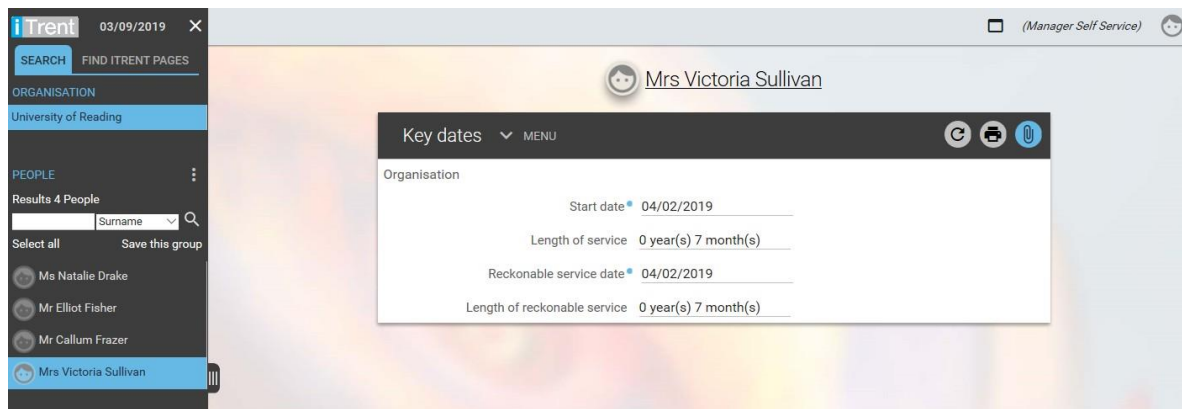 iTrent 03/09/2019
(Manager Self Service)
SEARCH FIND ITRENT PAGES
ORGANISATION
University of Reading
PEOPLE
Results 4 People
Surname
Select all Save this group
Ms Natalie Drake
Mr Elliot Fisher
Mr Callum Frazer
Mrs Victoria Sullivan
Mrs Victoria Sullivan
Key dates MENU
Organisation
Start date 04/02/2019
Length of service 0 year(s) 7 month(s)
Reckonable service date 04/02/2019
Length of reckonable service 0 year(s) 7 month(s)